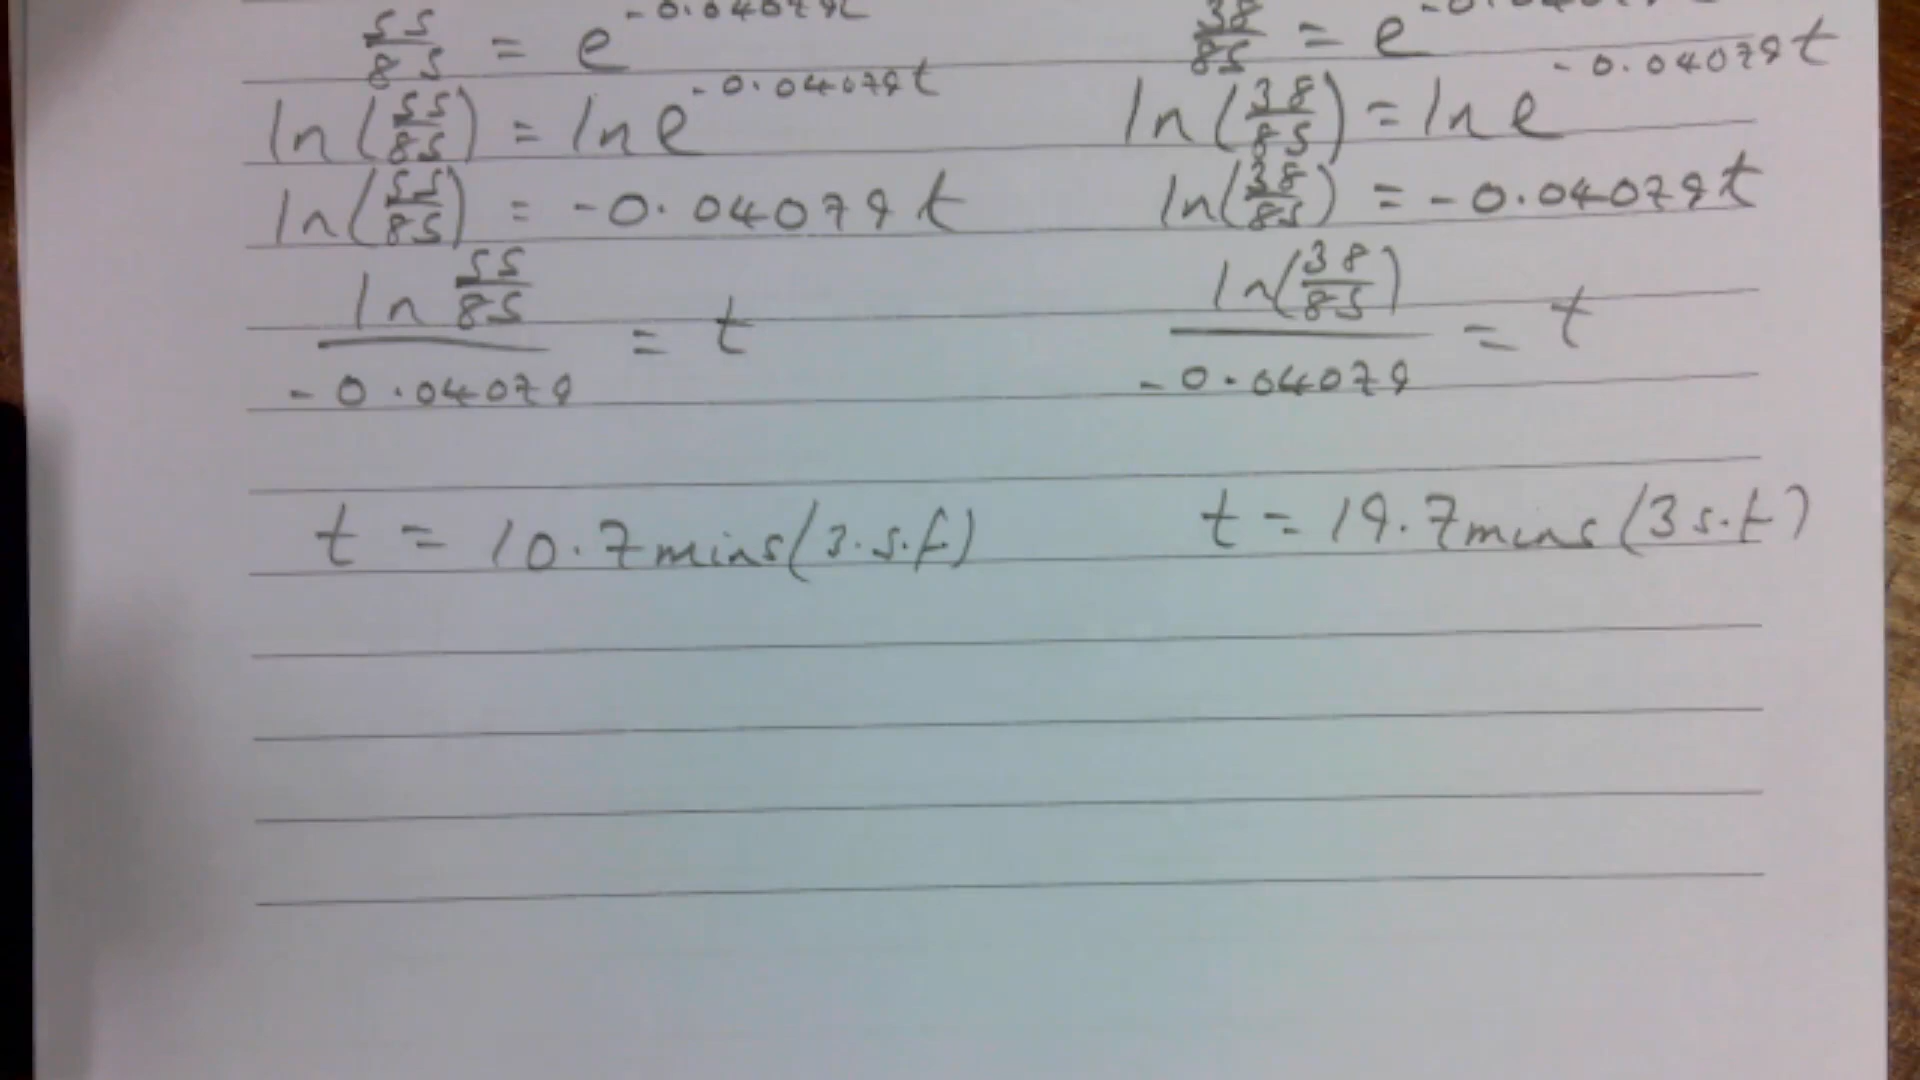 55/85 = e^-0.04079t
ln(55/85) = ln e^-0.04079t
ln(55/85) = -0.04079t
ln 55/85 / -0.04079 = t
t = 10.7mins(3.s.f)
38/85 = e
ln(38/85) = ln e^-0.04079t
ln(38/85) = -0.04079t
ln(38/85) / -0.04079 = t
t = 19.7mins(3s.f)